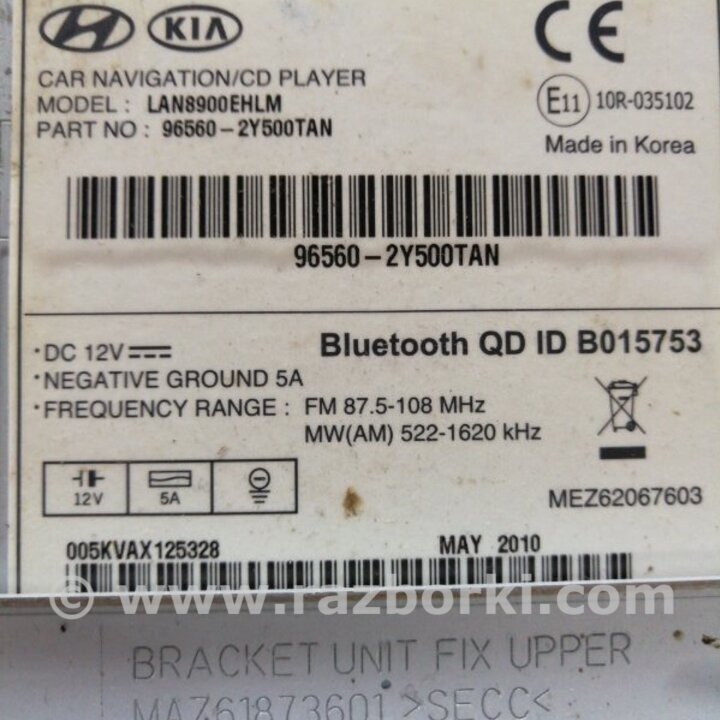 HYUNDAI KIA CE
CAR NAVIGATION/CD PLAYER
MODEL : LAN8900EHLM
PART NO : 96560-2Y500TAN
E11 10R-035102
Made in Korea
96560-2Y500TAN
Bluetooth QD ID B015753
·DC 12V
·NEGATIVE GROUND 5A
·FREQUENCY RANGE : FM 87.5-108 MHz
MW(AM) 522-1620 kHz
12V 5A
MEZ62067603
005KVAX125328 MAY 2010
© www.razborki.com
BRACKET UNIT FIX UPPER
MAZ61873601 >SECC<